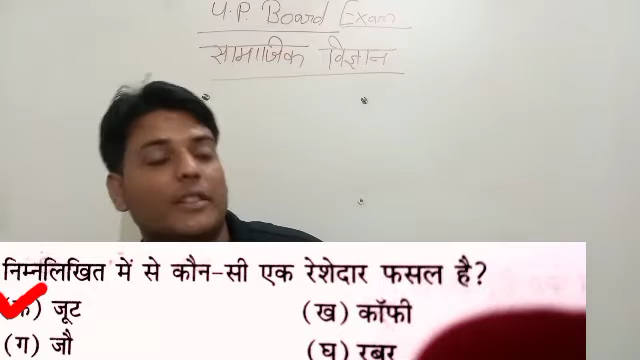 U.P. Board Exam
सामाजिक विज्ञान
निम्नलिखित में से कौन-सी एक रेशेदार फसल है?
(क) जूट (ख) कॉफी
(ग) जौ (घ) रबर